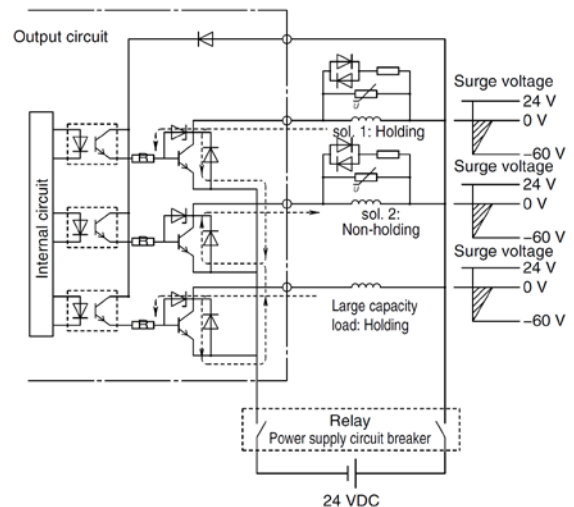 Output circuit
Internal circuit
Surge voltage
24 V
0 V
−60 V
sol. 1: Holding
Surge voltage
24 V
0 V
−60 V
sol. 2:
Non-holding
Surge voltage
24 V
0 V
−60 V
Large capacity
load: Holding
Relay
Power supply circuit breaker
24 VDC